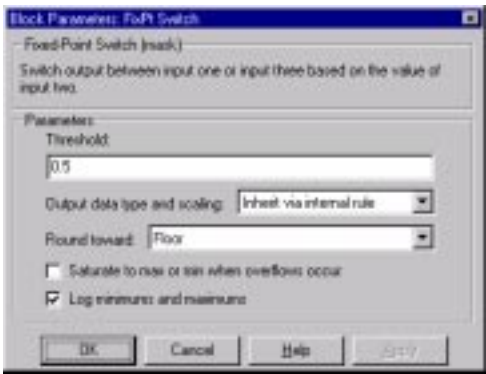 Block Parameters: FixPt Switch
Fixed-Point Switch (mask)
Switch output between input one or input three based on the value of
input two.
Parameters
Threshold:
0.5
Output data type and scaling: Inherit via internal rule
Round toward: Floor
Saturate to max or min when overflows occur
Log minimums and maximums
OK Cancel Help Apply